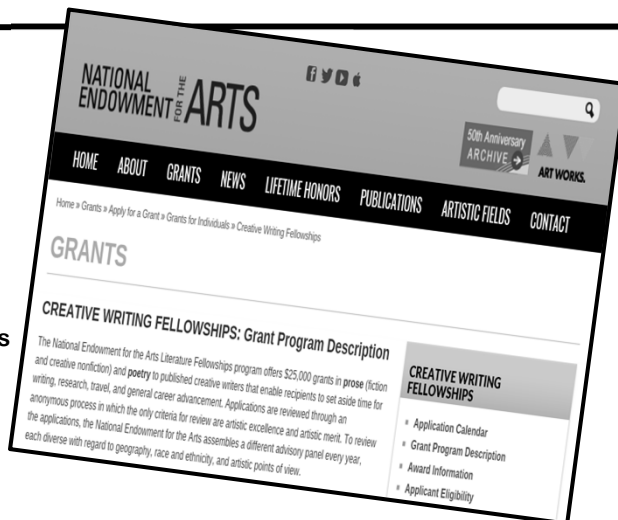 NATIONAL
ENDOWMENT FOR THE ARTS
50th Anniversary
ARCHIVE
ART WORKS.
HOME ABOUT GRANTS NEWS LIFETIME HONORS PUBLICATIONS ARTISTIC FIELDS CONTACT
Home » Grants » Apply for a Grant » Grants for Individuals » Creative Writing Fellowships
GRANTS
s
CREATIVE WRITING FELLOWSHIPS: Grant Program Description
The National Endowment for the Arts Literature Fellowships program offers $25,000 grants in prose (fiction
and creative nonfiction) and poetry to published creative writers that enable recipients to set aside time for
writing, research, travel, and general career advancement. Applications are reviewed through an
anonymous process in which the only criteria for review are artistic excellence and artistic merit. To review
the applications, the National Endowment for the Arts assembles a different advisory panel every year,
each diverse with regard to geography, race and ethnicity, and artistic points of view.
CREATIVE WRITING
FELLOWSHIPS
Application Calendar
Grant Program Description
Award Information
Applicant Eligibility